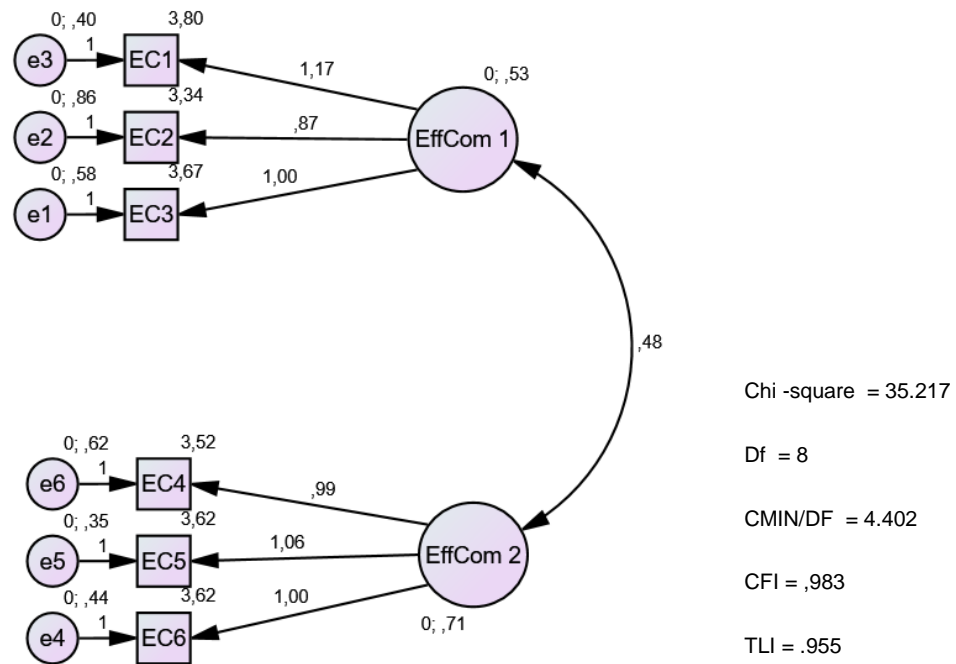 0; ,40
3,80
e3
1
EC1
1,17
0; ,53
0; ,86
3,34
e2
1
EC2
,87
EffCom 1
0; ,58
3,67
e1
1
EC3
1,00
,48
Chi -square = 35.217
Df = 8
CMIN/DF = 4.402
CFI = ,983
TLI = .955
0; ,62
3,52
e6
1
EC4
,99
0; ,35
3,62
e5
1
EC5
1,06
EffCom 2
0; ,44
3,62
e4
1
EC6
1,00
0; ,71